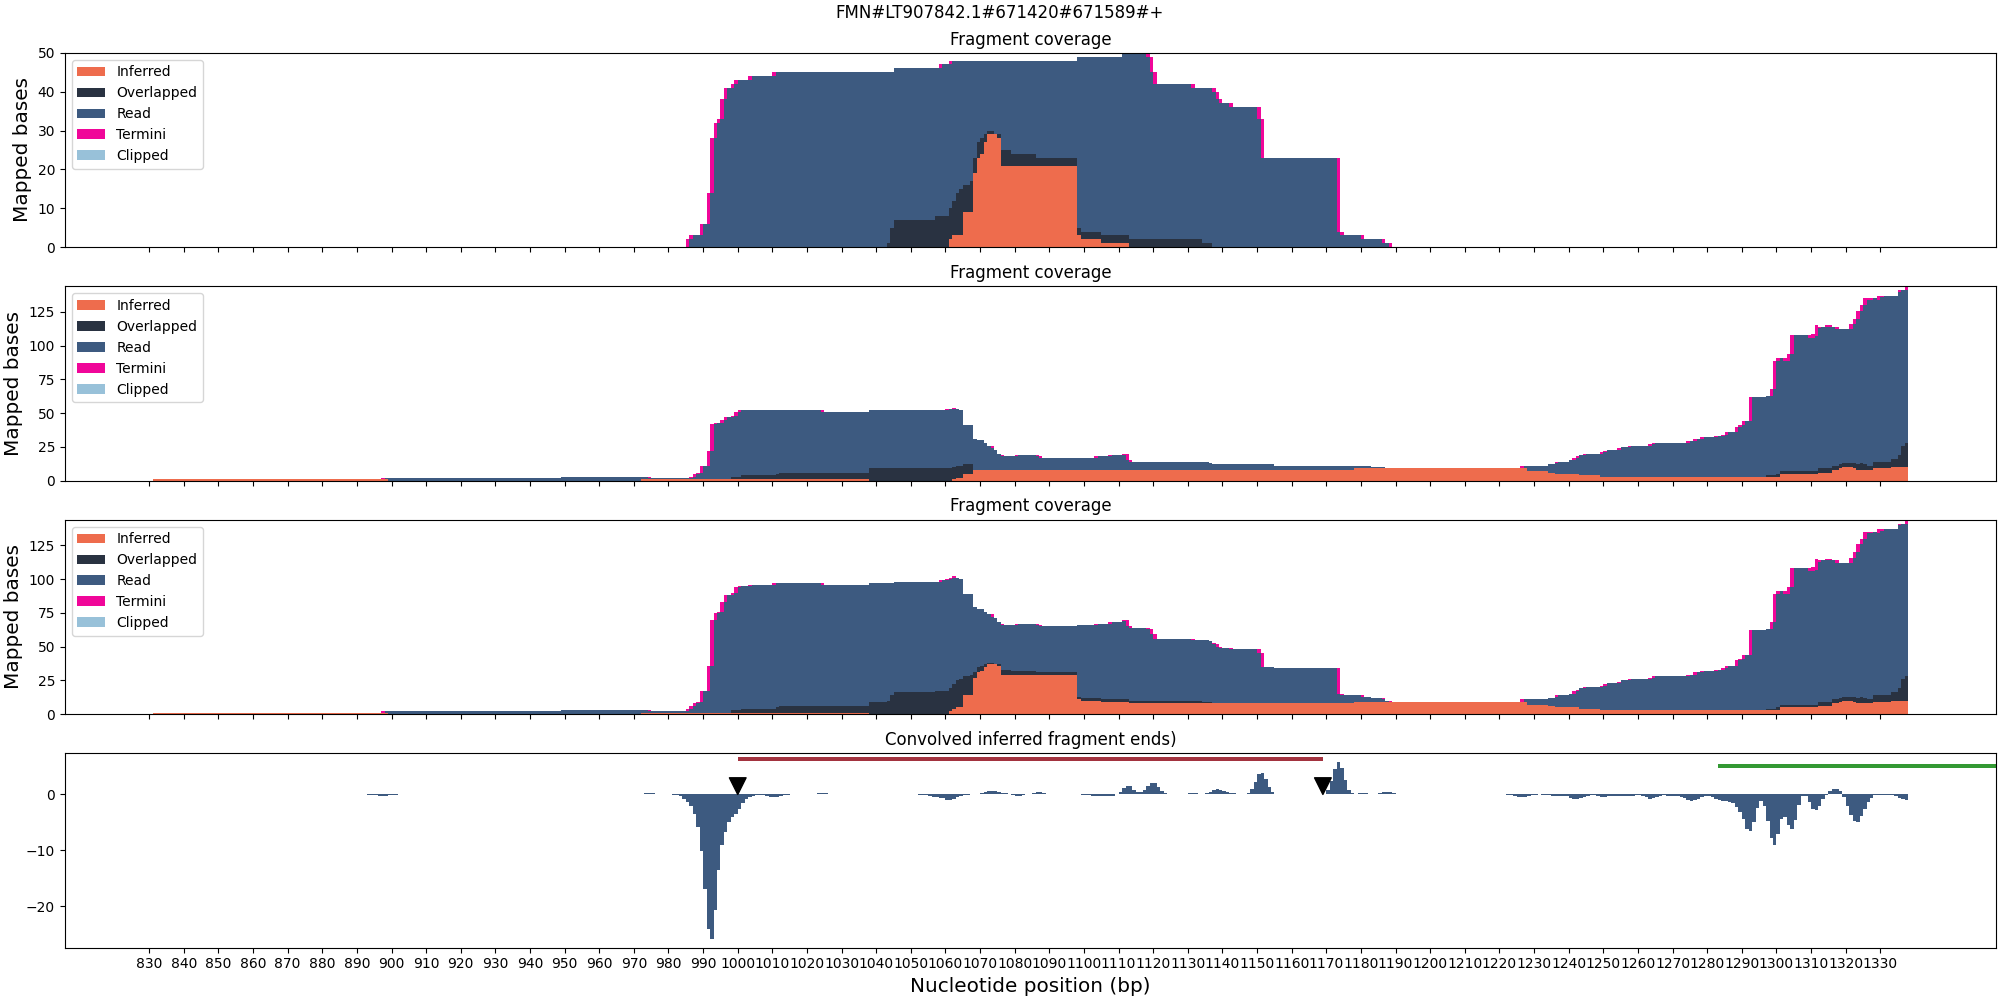 FMN#LT907842.1#671420#671589#+
Fragment coverage
Mapped bases
50
40
30
20
10
0
Inferred
Overlapped
Read
Termini
Clipped
Fragment coverage
Mapped bases
125
100
75
50
25
0
Inferred
Overlapped
Read
Termini
Clipped
Fragment coverage
Mapped bases
125
100
75
50
25
0
Inferred
Overlapped
Read
Termini
Clipped
Convolved inferred fragment ends)
0
−10
−20
830 840 850 860 870 880 890 900 910 920 930 940 950 960 970 980 990 1000 1010 1020 1030 1040 1050 1060 1070 1080 1090 1100 1110 1120 1130 1140 1150 1160 1170 1180 1190 1200 1210 1220 1230 1240 1250 1260 1270 1280 1290 1300 1310 1320 1330
Nucleotide position (bp)